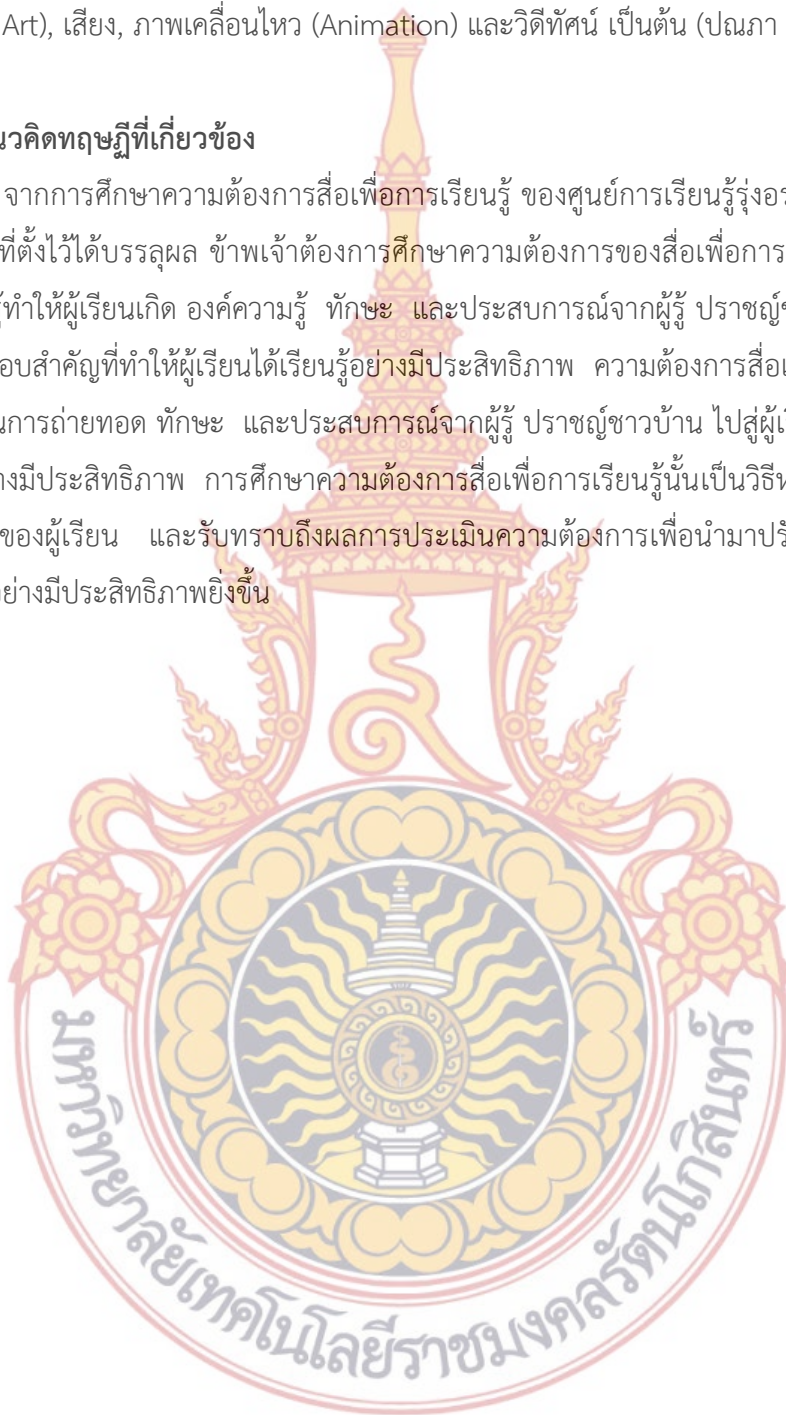 Art), เสียง, ภาพเคลื่อนไหว (Animation) และวิดีทัศน์ เป็นต้น (ปณภา
แนวคิดทฤษฎีที่เกี่ยวข้อง
จากการศึกษาความต้องการสื่อเพื่อการเรียนรู้ ของศูนย์การเรียนรู้รุ่งอร
ที่ตั้งไว้ได้บรรลุผล ข้าพเจ้าต้องการศึกษาความต้องการของสื่อเพื่อการ
ทำให้ผู้เรียนเกิด องค์ความรู้ ทักษะ และประสบการณ์จากผู้รู้ ปราชญ์
อบสำคัญที่ทำให้ผู้เรียนได้เรียนรู้อย่างมีประสิทธิภาพ ความต้องการสื่อ
นการถ่ายทอด ทักษะ และประสบการณ์จากผู้รู้ ปราชญ์ชาวบ้าน ไปสู่ผู้
างมีประสิทธิภาพ การศึกษาความต้องการสื่อเพื่อการเรียนรู้นั้นเป็นวิธี
ของผู้เรียน และรับทราบถึงผลการประเมินความต้องการเพื่อนำมาปรั
อย่างมีประสิทธิภาพยิ่งขึ้น
มหาวิทยาลัยเทคโนโลยีราชมงคลรัตนโกสินทร์